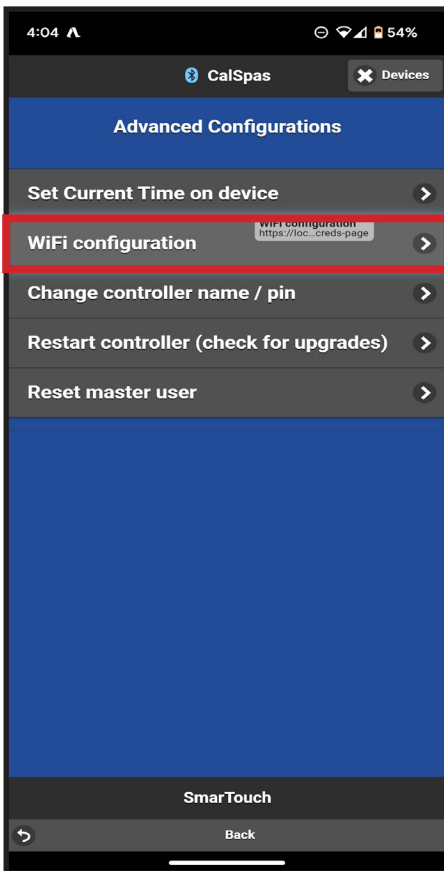 4:04 54%
CalSpas Devices
Advanced Configurations
Set Current Time on device
WiFi configuration
WiFi configuration
https://loc...creds-page
Change controller name / pin
Restart controller (check for upgrades)
Reset master user
SmarTouch
Back